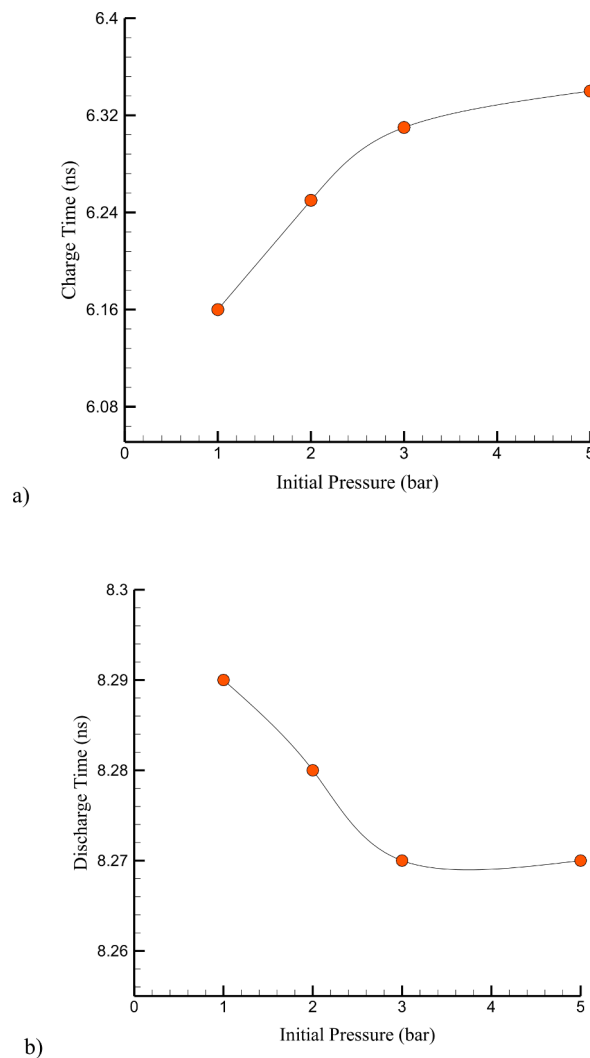 6.4
6.32
6.24
6.16
6.08
Charge Time (ns)
0 1 2 3 4 5
Initial Pressure (bar)
a)
8.3
8.29
8.28
8.27
8.26
Discharge Time (ns)
0 1 2 3 4 5
Initial Pressure (bar)
b)